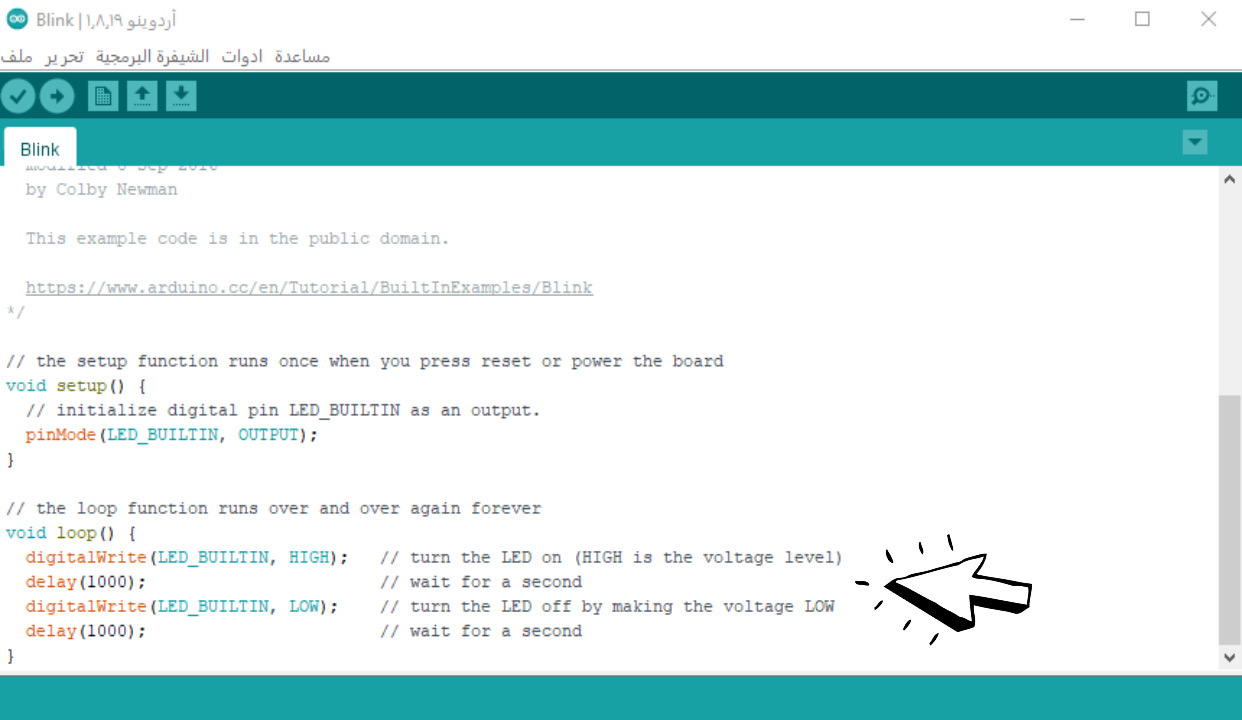 Blink | أردوينو ١٫٨٫١٩
ملف تحرير الشيفرة البرمجية ادوات مساعدة
Blink
by Colby Newman
This example code is in the public domain.
https://www.arduino.cc/en/Tutorial/BuiltInExamples/Blink
*/
// the setup function runs once when you press reset or power the board
void setup() {
// initialize digital pin LED_BUILTIN as an output.
pinMode(LED_BUILTIN, OUTPUT);
}
// the loop function runs over and over again forever
void loop() {
digitalWrite(LED_BUILTIN, HIGH);   // turn the LED on (HIGH is the voltage level)
delay(1000);                       // wait for a second
digitalWrite(LED_BUILTIN, LOW);    // turn the LED off by making the voltage LOW
delay(1000);                       // wait for a second
}